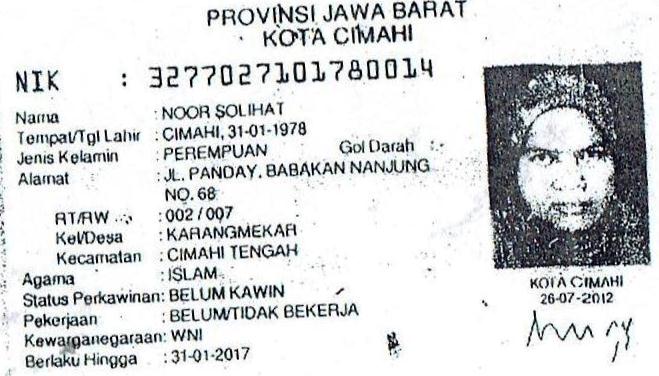 PROVINSI JAWA BARAT
KOTA CIMAHI
NIK : 3277027101780014
Nama : NOOR SOLIHAT
Tempat/Tgl Lahir : CIMAHI, 31-01-1978
Jenis Kelamin : PEREMPUAN Gol Darah : -
Alamat : JL. PANDAY. BABAKAN NANJUNG
NO. 68
RT/RW : 002 / 007
Kel/Desa : KARANGMEKAR
Kecamatan : CIMAHI TENGAH
Agama : ISLAM
Status Perkawinan: BELUM KAWIN
Pekerjaan : BELUM/TIDAK BEKERJA
Kewarganegaraan: WNI
Berlaku Hingga : 31-01-2017
KOTA CIMAHI
26-07-2012